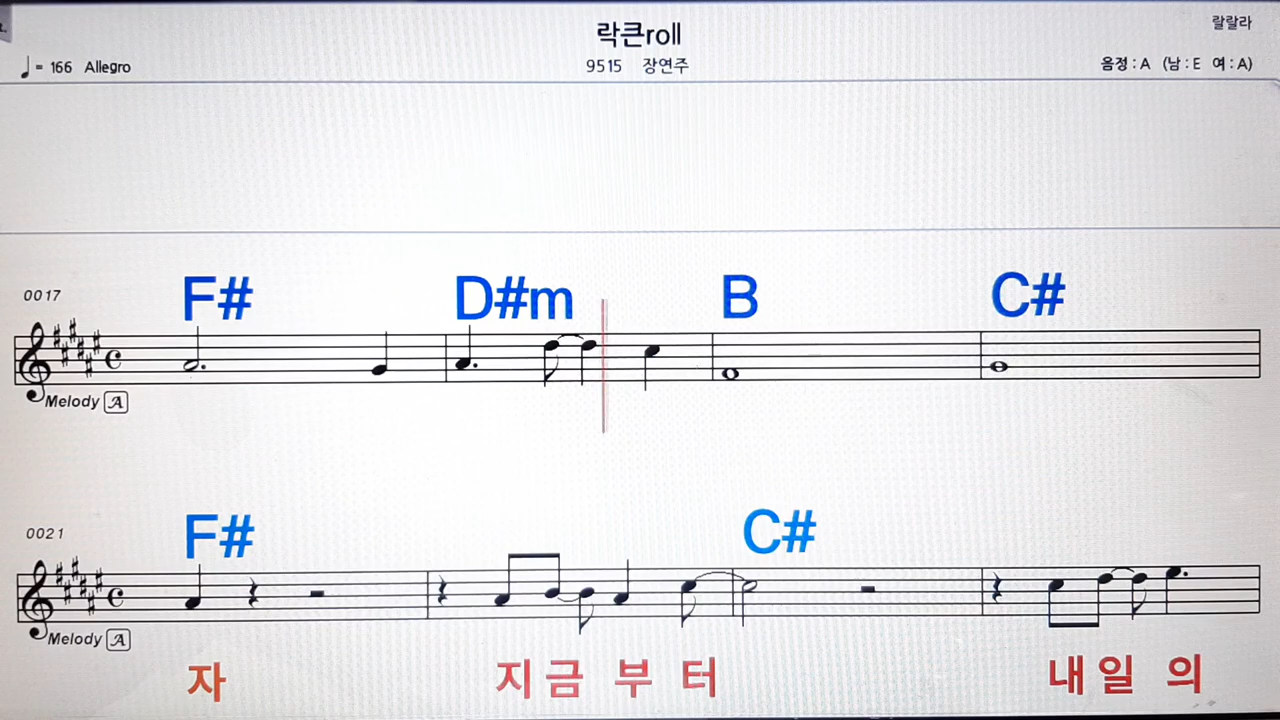 락큰roll
랄랄라
♩= 166 Allegro
9515 장연주
음정 : A (남 : E 여 : A)
0017
F# D#m B C#
Melody A
0021
F# C#
Melody A
자 지금 부 터 내일 의